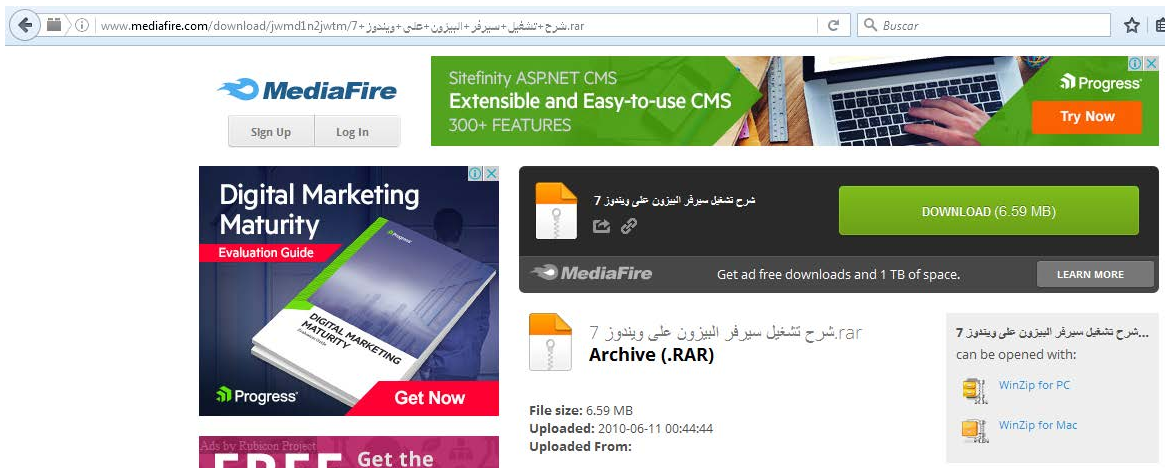 www.mediafire.com/download/jwmd1n2jwtm/شرح+تشغيل+سيرفر+البيزون+على+ويندوز+7.rar
Buscar
MediaFire
Sign Up
Log In
Sitefinity ASP.NET CMS
Extensible and Easy-to-use CMS
300+ FEATURES
Progress
Try Now
Digital Marketing
Maturity
Evaluation Guide
Progress
DIGITAL MARKETING
MATURITY
Progress
Get Now
شرح تشغيل سيرفر البيزون على ويندوز 7
DOWNLOAD (6.59 MB)
MediaFire
Get ad free downloads and 1 TB of space.
LEARN MORE
شرح تشغيل سيرفر البيزون على ويندوز 7.rar
Archive (.RAR)
File size: 6.59 MB
Uploaded: 2010-06-11 00:44:44
Uploaded From:
شرح تشغيل سيرفر البيزون على ويندوز 7...
can be opened with:
WinZip for PC
WinZip for Mac
Ads by Rubicon Project
FREE
Get the